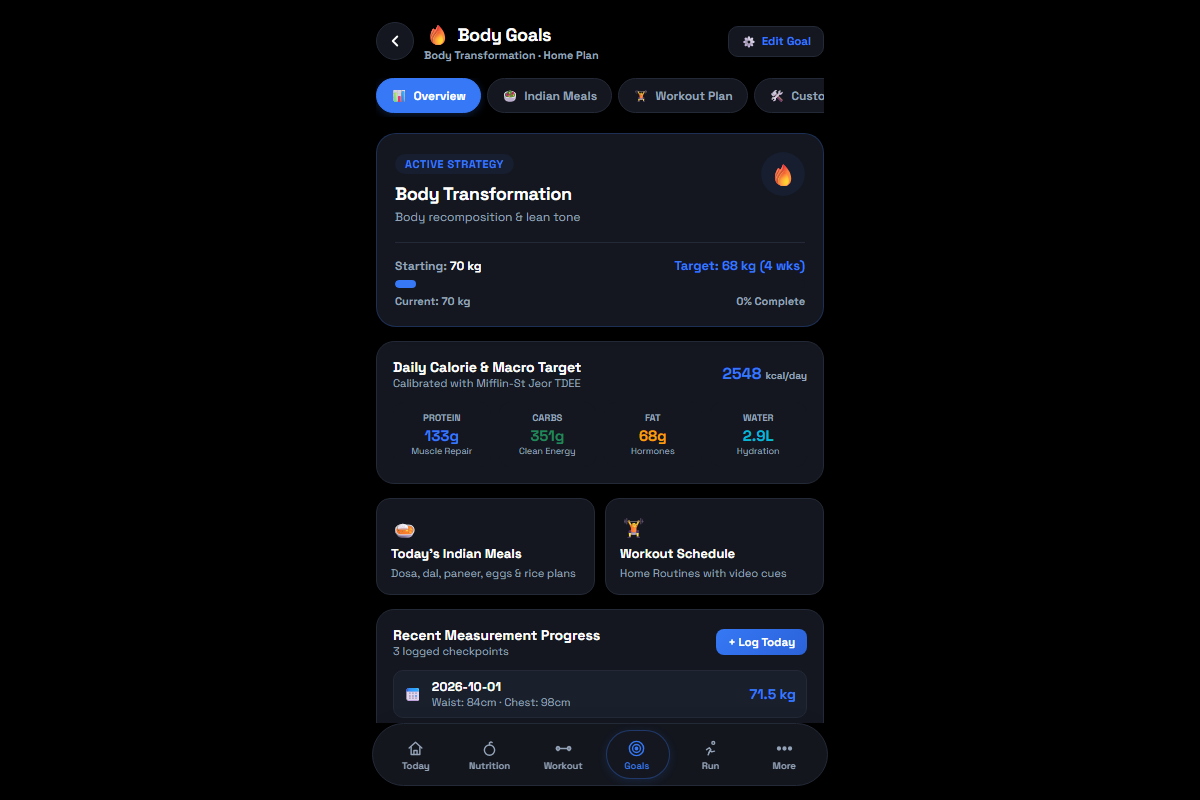 Body Goals
Body Transformation · Home Plan
Edit Goal
Overview
Indian Meals
Workout Plan
Custo
ACTIVE STRATEGY
Body Transformation
Body recomposition & lean tone
Starting: 70 kg
Target: 68 kg (4 wks)
Current: 70 kg
0% Complete
Daily Calorie & Macro Target
Calibrated with Mifflin-St Jeor TDEE
2548 kcal/day
PROTEIN
133g
Muscle Repair
CARBS
351g
Clean Energy
FAT
68g
Hormones
WATER
2.9L
Hydration
Today's Indian Meals
Dosa, dal, paneer, eggs & rice plans
Workout Schedule
Home Routines with video cues
Recent Measurement Progress
3 logged checkpoints
+ Log Today
2026-10-01
Waist: 84cm · Chest: 98cm
71.5 kg
Today
Nutrition
Workout
Goals
Run
More